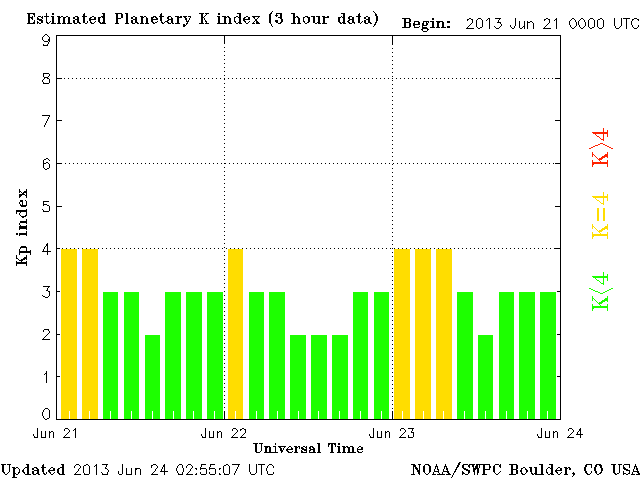 Estimated Planetary K index (3 hour data) Begin: 2013 Jun 21 0000 UTC
9
8
7
6
5
4
3
2
1
0
Kp index
K>4
K=4
K<4
Jun 21 Jun 22 Jun 23 Jun 24
Universal Time
Updated 2013 Jun 24 02:55:07 UTC NOAA/SWPC Boulder, CO USA